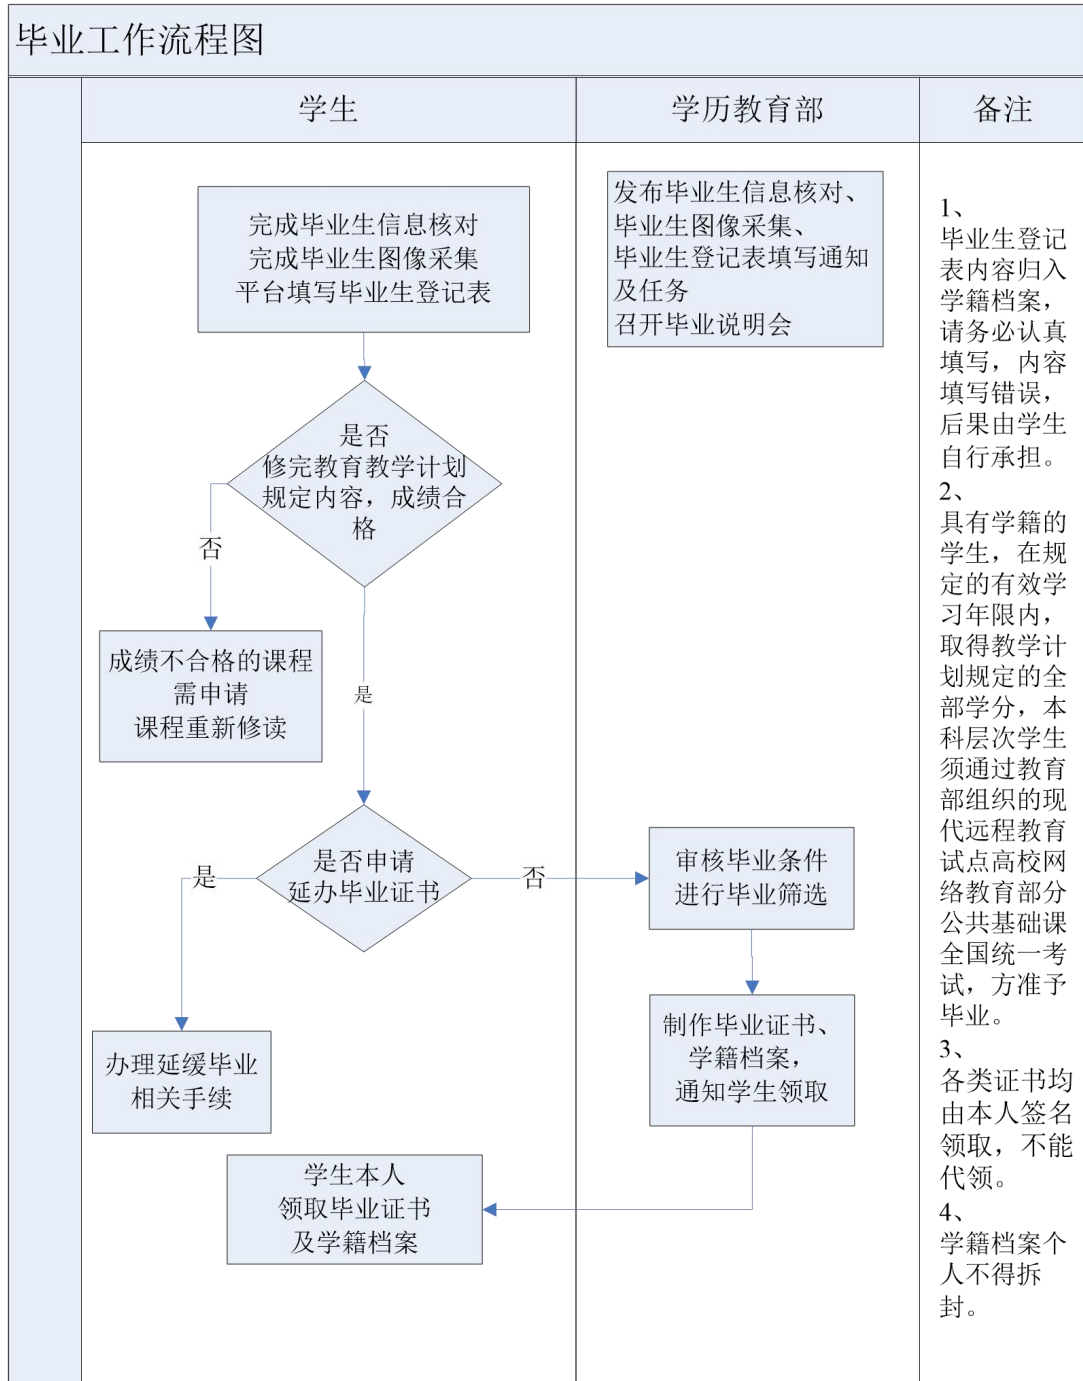 毕业工作流程图
学生
学历教育部
备注
完成毕业生信息核对
完成毕业生图像采集
平台填写毕业生登记表
发布毕业生信息核对、
毕业生图像采集、
毕业生登记表填写通知
及任务
召开毕业说明会
是否
修完教育教学计划
规定内容，成绩合
格
否
成绩不合格的课程
需申请
课程重新修读
是
是否申请
延办毕业证书
是
否
审核毕业条件
进行毕业筛选
办理延缓毕业
相关手续
制作毕业证书、
学籍档案，
通知学生领取
学生本人
领取毕业证书
及学籍档案
1、
毕业生登记
表内容归入
学籍档案，
请务必认真
填写，内容
填写错误，
后果由学生
自行承担。
2、
具有学籍的
学生，在规
定的有效学
习年限内，
取得教学计
划规定的全
部学分，本
科层次学生
须通过教育
部组织的现
代远程教育
试点高校网
络教育部分
公共基础课
全国统一考
试，方准予
毕业。
3、
各类证书均
由本人签名
领取，不能
代领。
4、
学籍档案个
人不得拆
封。